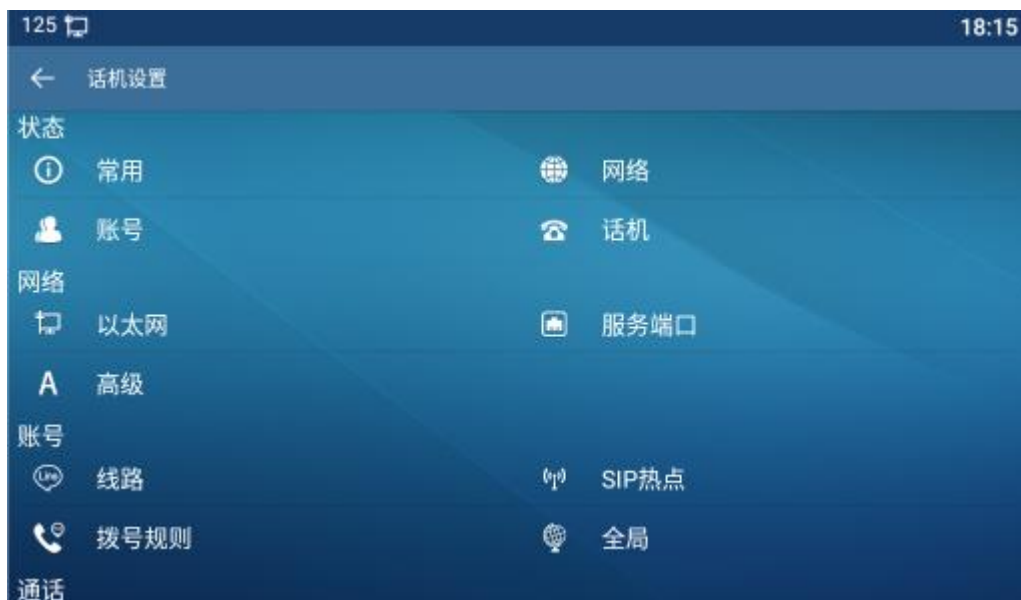 125 18:15
话机设置
状态
常用 网络
账号 话机
网络
以太网 服务端口
A 高级
账号
Line 线路 SIP热点
拨号规则 全局
通话